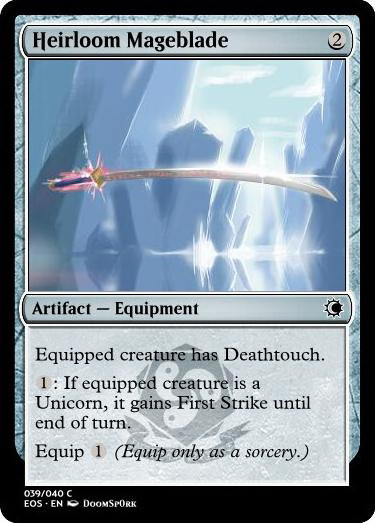 Heirloom Mageblade 2
Artifact — Equipment
Equipped creature has Deathtouch.
1: If equipped creature is a
Unicorn, it gains First Strike until
end of turn.
Equip 1 (Equip only as a sorcery.)
039/040 C
EOS • EN DoomSp0rk